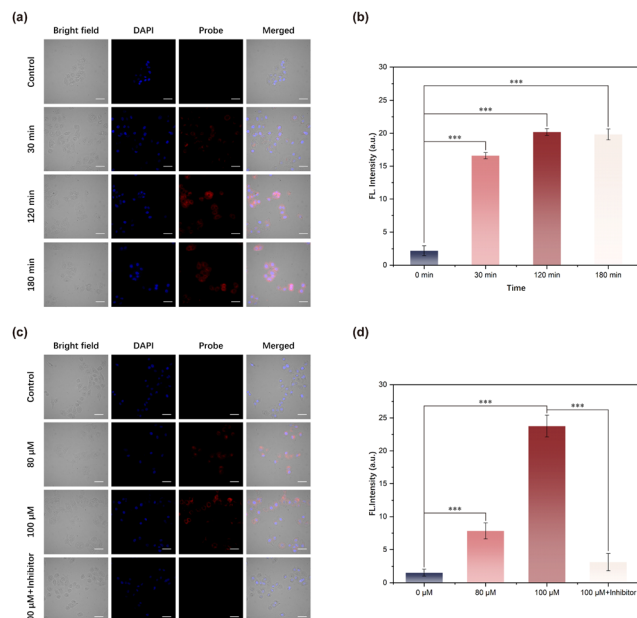 (a)
Bright field DAPI Probe Merged
Control
30 min
120 min
180 min
(b)
30
25
20
15
10
5
0
FL. Intensity (a.u.)
***
***
***
0 min 30 min 120 min 180 min
Time
(c)
Bright field DAPI Probe Merged
Control
80 μM
100 μM
0 μM+Inhibitor
(d)
30
25
20
15
10
5
0
FL.Intensity (a.u.)
***
***
***
0 μM 80 μM 100 μM 100 μM+Inhibitor